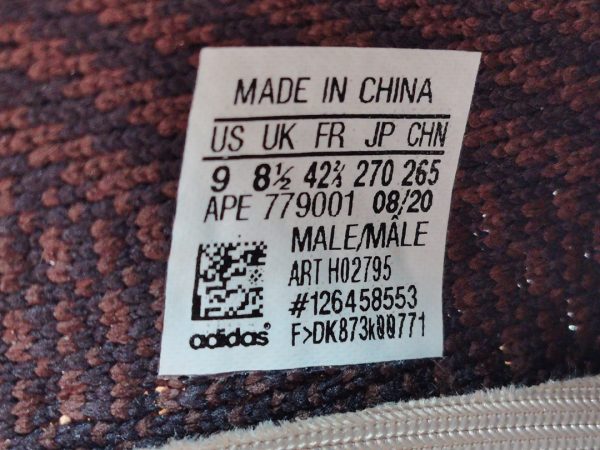 MADE IN CHINA
US UK FR JP CHN
9 8½ 42⅔ 270 265
APE 779001 08/20
MALE/MÂLE
ART H02795
#126458553
F>DK873k00771
adidas®